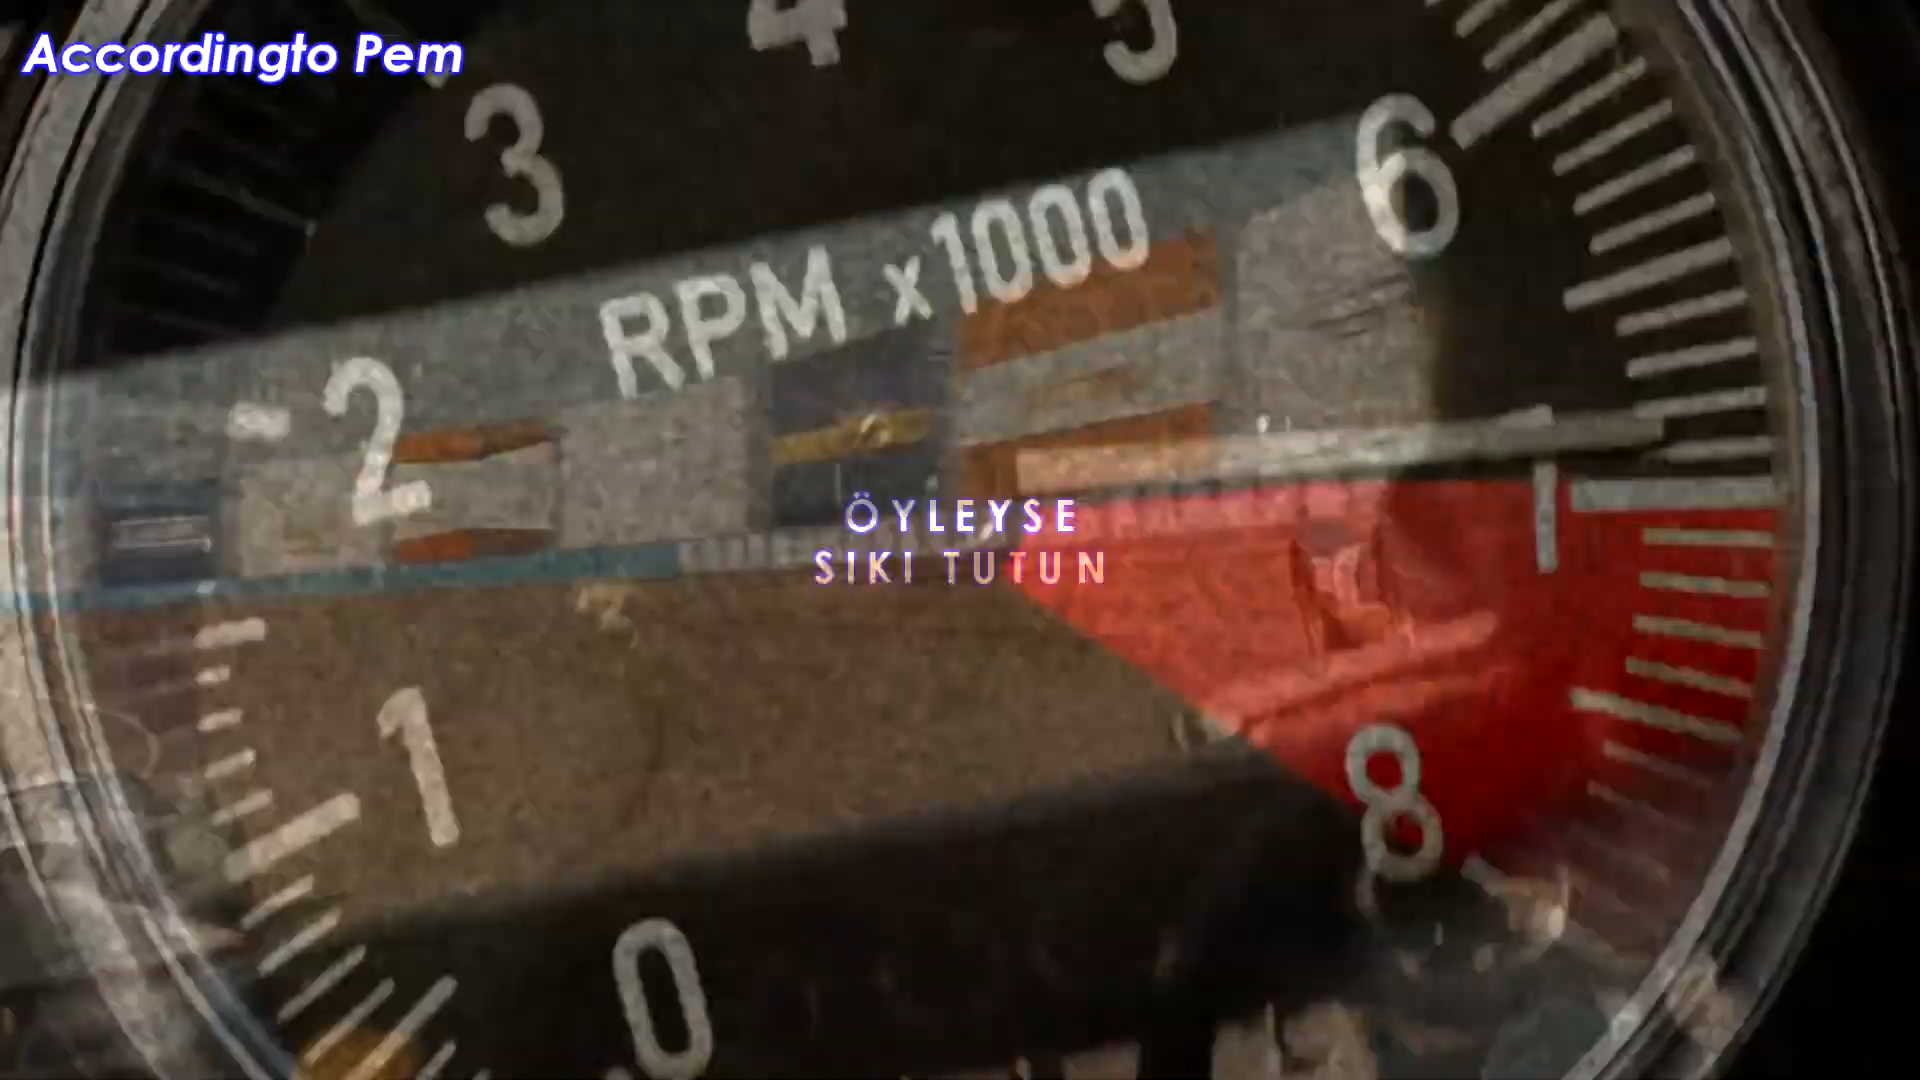 Accordingto Pem
4 5
3 6
RPM x1000
2
ÖYLEYSE
SIKI TUTUN
1 8
0